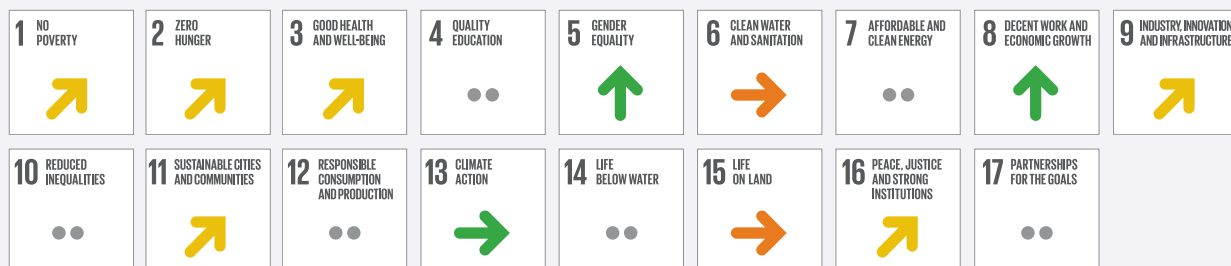 1 NO
POVERTY
2 ZERO
HUNGER
3 GOOD HEALTH
AND WELL-BEING
4 QUALITY
EDUCATION
5 GENDER
EQUALITY
6 CLEAN WATER
AND SANITATION
7 AFFORDABLE AND
CLEAN ENERGY
8 DECENT WORK AND
ECONOMIC GROWTH
9 INDUSTRY, INNOVATION
AND INFRASTRUCTURE
10 REDUCED
INEQUALITIES
11 SUSTAINABLE CITIES
AND COMMUNITIES
12 RESPONSIBLE
CONSUMPTION
AND PRODUCTION
13 CLIMATE
ACTION
14 LIFE
BELOW WATER
15 LIFE
ON LAND
16 PEACE, JUSTICE
AND STRONG
INSTITUTIONS
17 PARTNERSHIPS
FOR THE GOALS